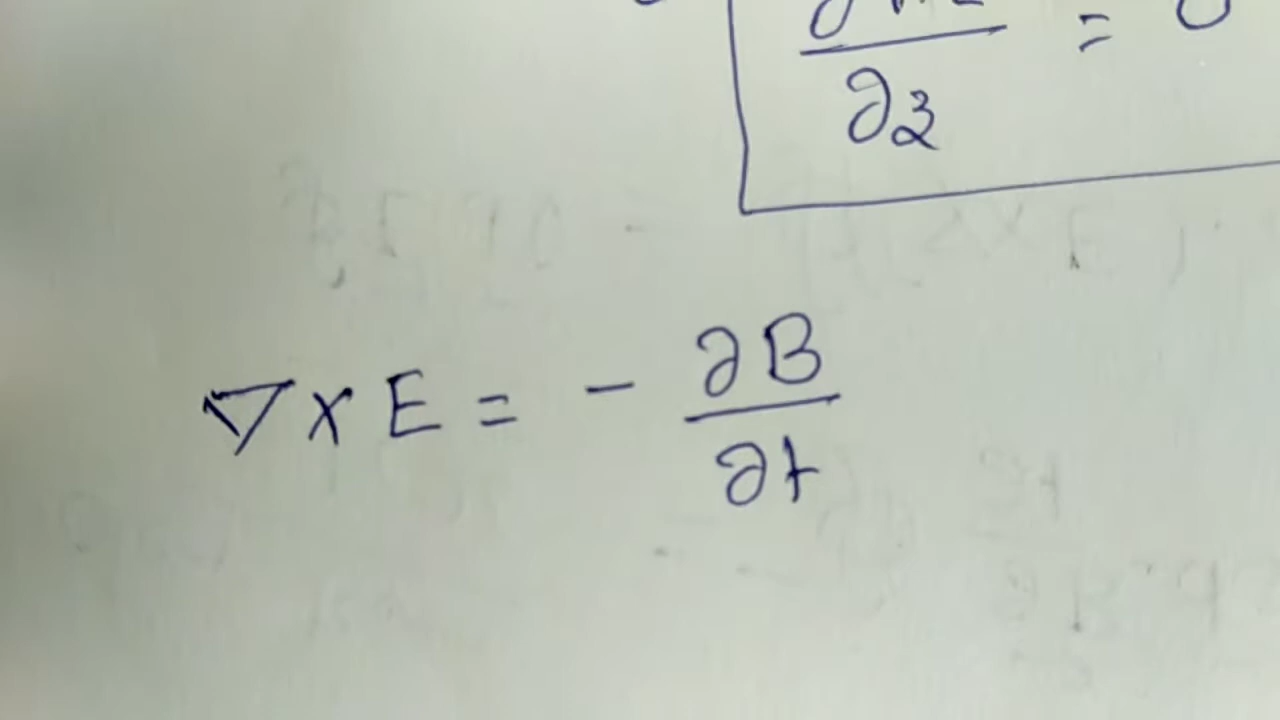 ∂z = 0
∇ x E = - ∂B/∂t